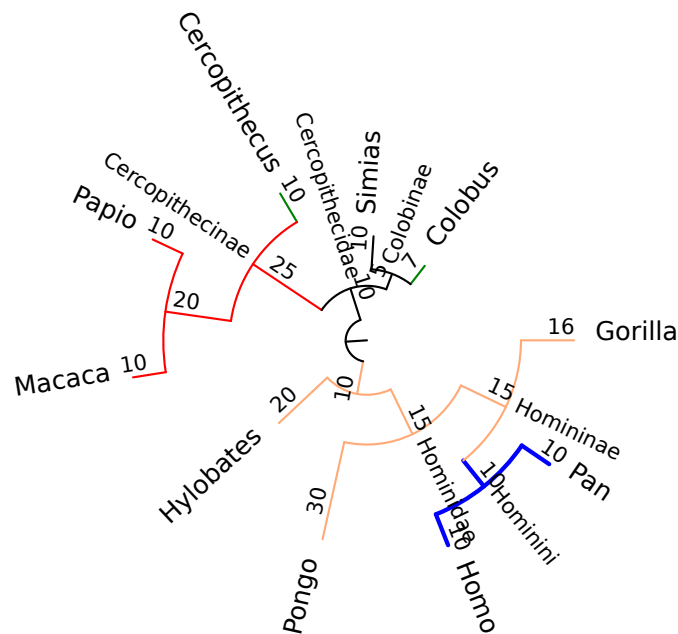 Cercopithecus
10
Cercopithecidae
10
Simias
10
Colobinae
5
Colobus
7
Cercopithecinae
25
Papio
10
20
Macaca
10
16
Gorilla
15
Homininae
10
Pan
10
Hominini
10
Homo
15
Hominidae
10
20
Hylobates
30
Pongo